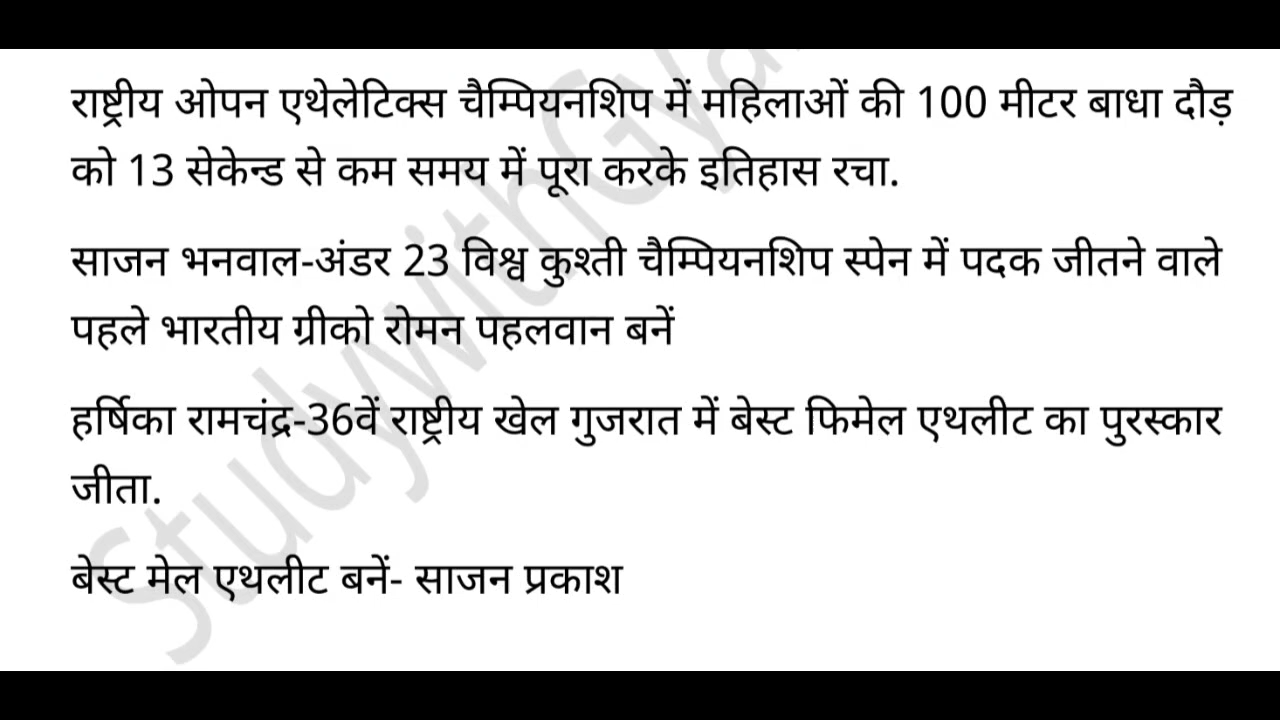 राष्ट्रीय ओपन एथेलेटिक्स चैम्पियनशिप में महिलाओं की 100 मीटर बाधा दौड़
को 13 सेकेन्ड से कम समय में पूरा करके इतिहास रचा.
साजन भनवाल-अंडर 23 विश्व कुश्ती चैम्पियनशिप स्पेन में पदक जीतने वाले
पहले भारतीय ग्रीको रोमन पहलवान बनें
हर्षिका रामचंद्र-36वें राष्ट्रीय खेल गुजरात में बेस्ट फिमेल एथलीट का पुरस्कार
जीता.
बेस्ट मेल एथलीट बनें- साजन प्रकाश
StudywithGya